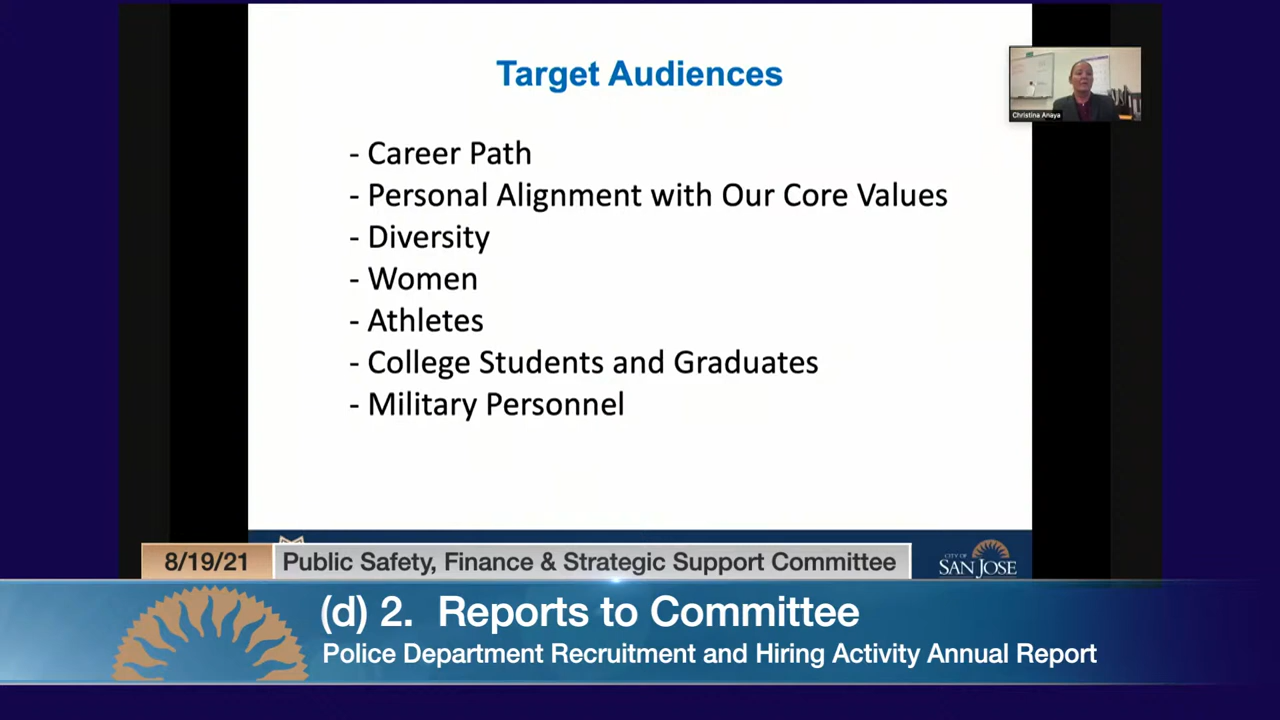 Target Audiences
Christina Anaya
- Career Path
- Personal Alignment with Our Core Values
- Diversity
- Women
- Athletes
- College Students and Graduates
- Military Personnel
8/19/21
Public Safety, Finance & Strategic Support Committee
CITY OF
SAN JOSE
(d) 2. Reports to Committee
Police Department Recruitment and Hiring Activity Annual Report